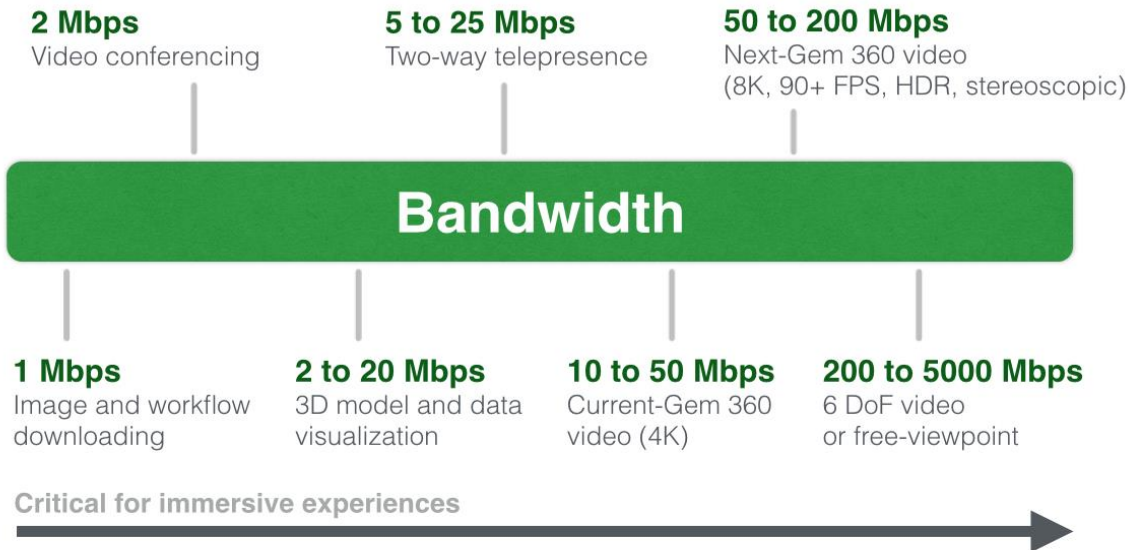 2 Mbps
Video conferencing
5 to 25 Mbps
Two-way telepresence
50 to 200 Mbps
Next-Gem 360 video
(8K, 90+ FPS, HDR, stereoscopic)
Bandwidth
1 Mbps
Image and workflow
downloading
2 to 20 Mbps
3D model and data
visualization
10 to 50 Mbps
Current-Gem 360
video (4K)
200 to 5000 Mbps
6 DoF video
or free-viewpoint
Critical for immersive experiences